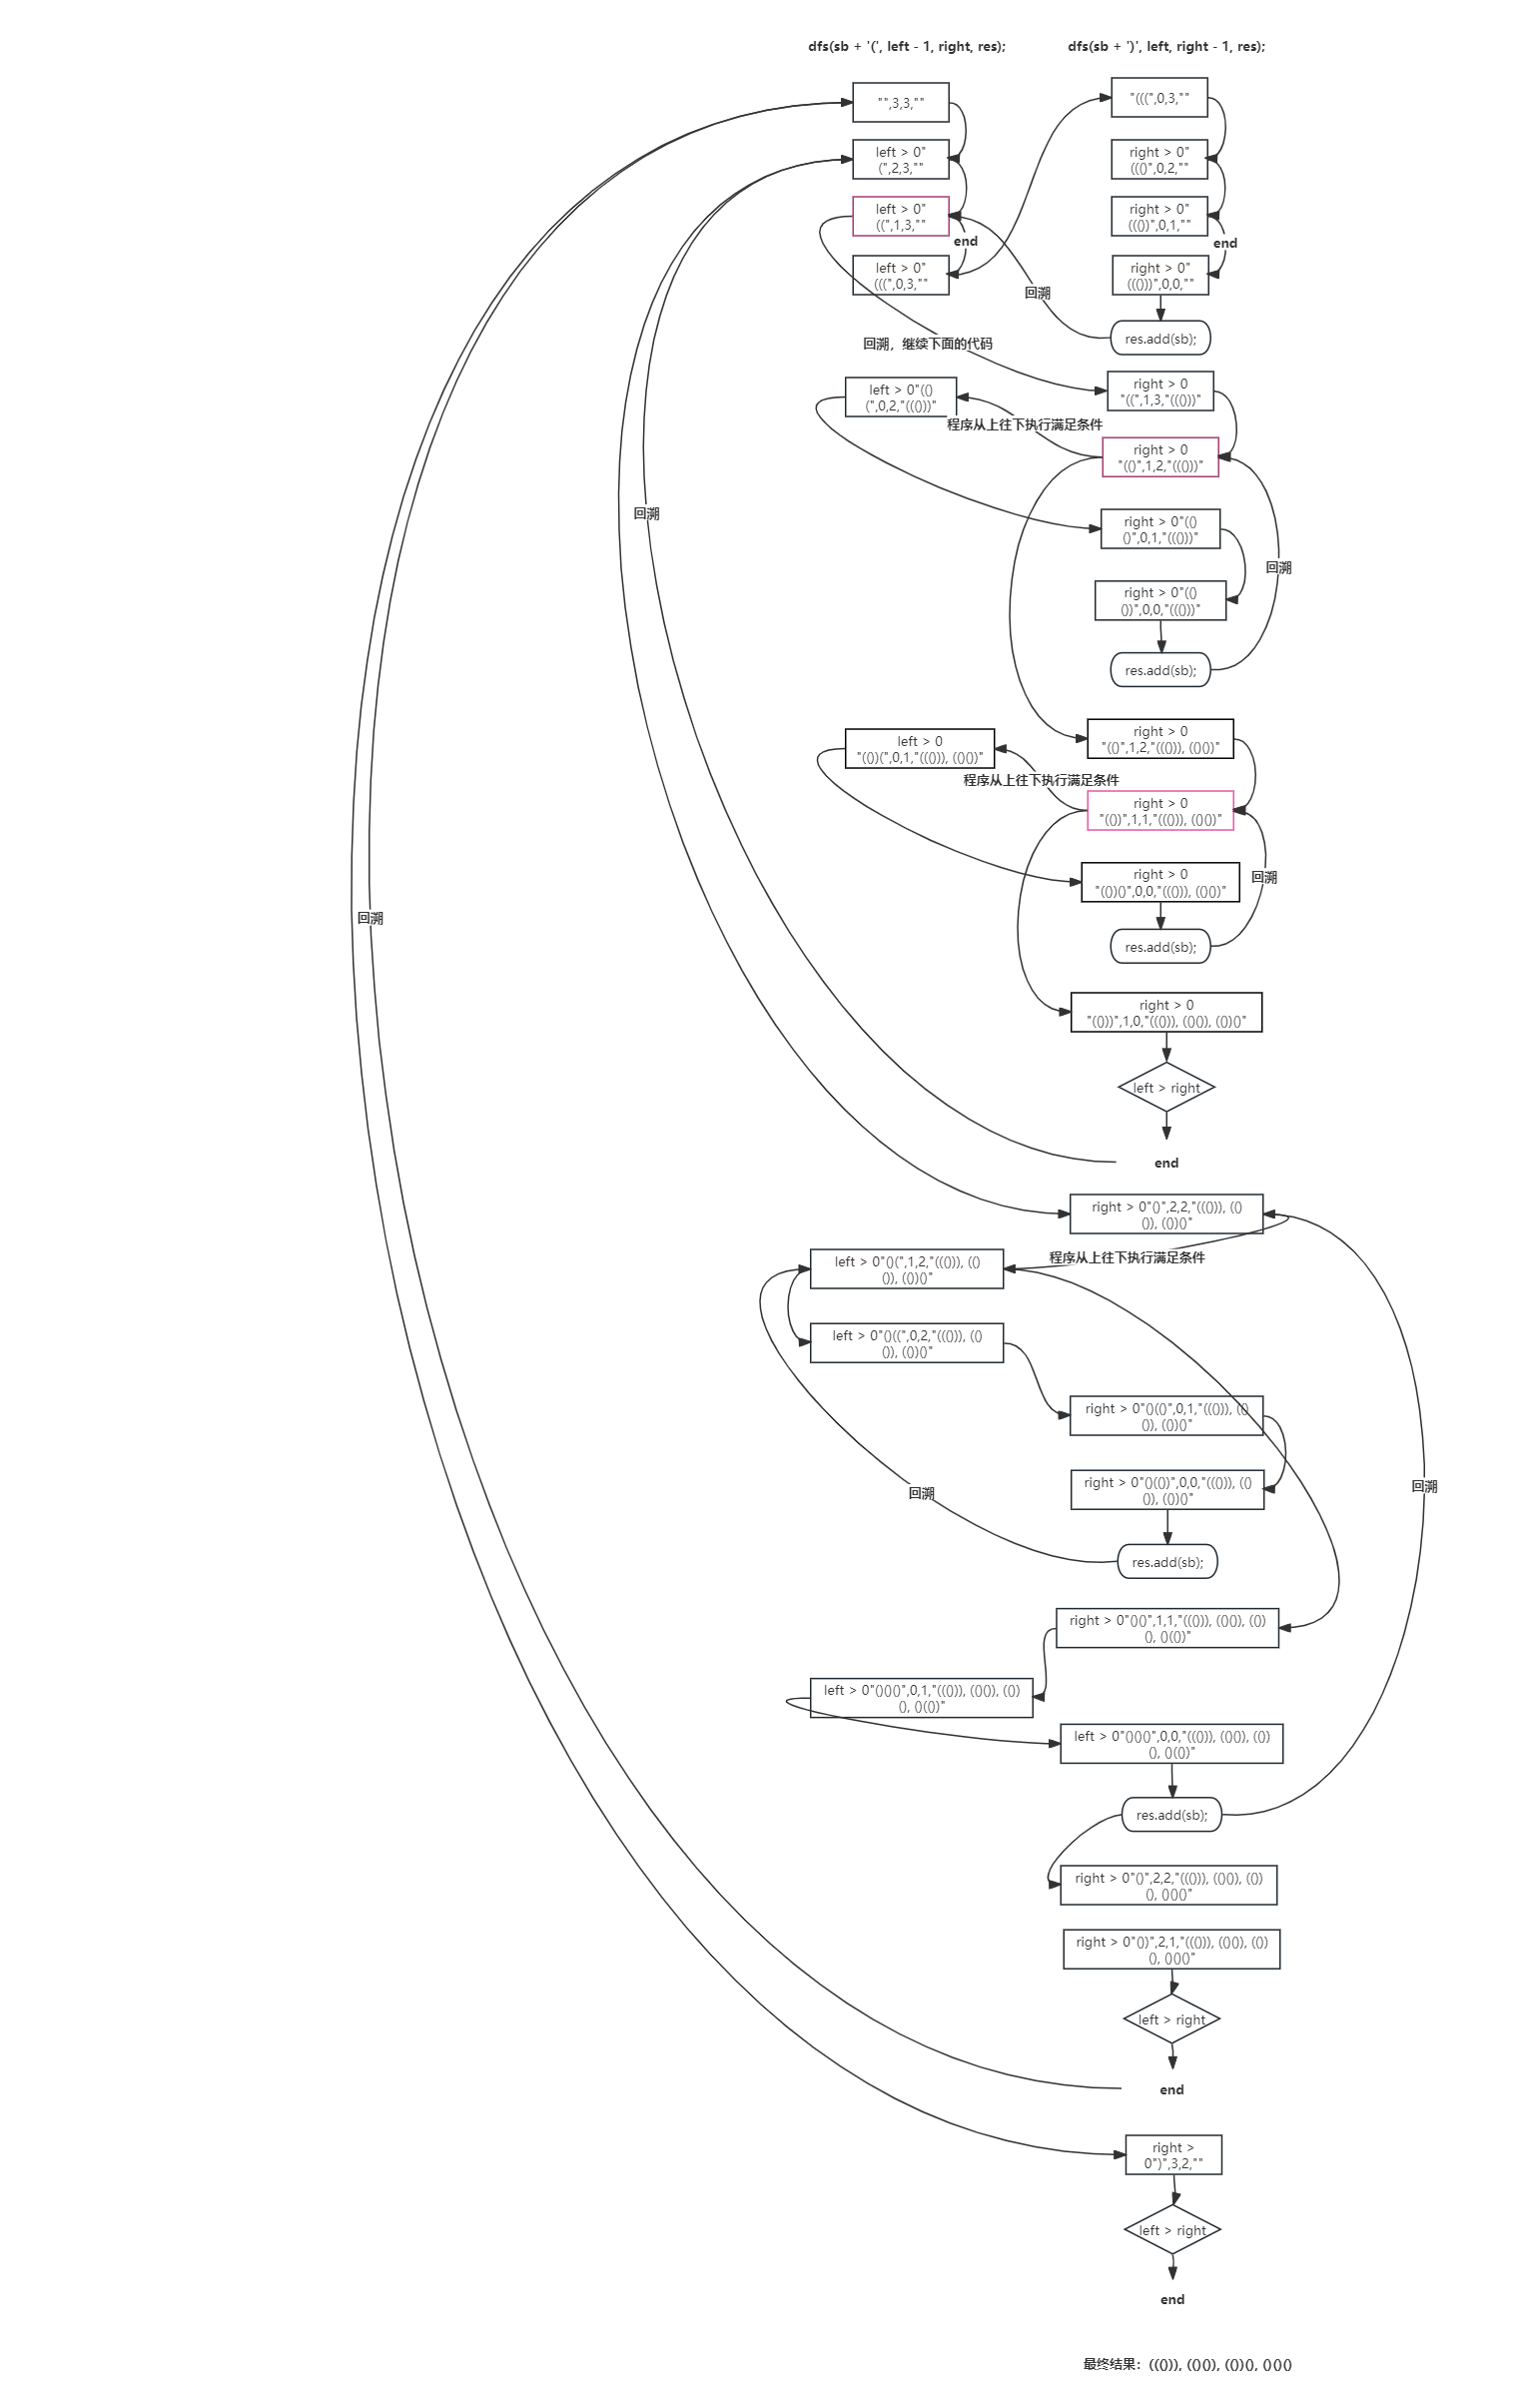 dfs(sb + '(', left - 1, right, res);
dfs(sb + ')', left, right - 1, res);
"",3,3,""
"(((",0,3,""
left > 0"
(",2,3,""
right > 0"
((()",0,2,""
left > 0"
((",1,3,""
right > 0"
((())",0,1,""
end
end
left > 0"
(((",0,3,""
right > 0"
((()))",0,0,""
回溯
res.add(sb);
回溯，继续下面的代码
right > 0
"((",1,3,"((()))"
left > 0"(()
(",0,2,"((()))"
程序从上往下执行满足条件
right > 0
"(()",1,2,"((()))"
回溯
right > 0"(()
()",0,1,"((()))"
回溯
right > 0"(()
())",0,0,"((()))"
res.add(sb);
right > 0
"(()",1,2,"((())), (()())"
left > 0
"(())(",0,1,"((())), (()())"
程序从上往下执行满足条件
right > 0
"(())",1,1,"((())), (()())"
right > 0
"(())()",0,0,"((())), (()())"
回溯
回溯
res.add(sb);
right > 0
"(()))",1,0,"((())), (()()), (())()"
left > right
end
right > 0"()",2,2,"((())), (()
()), (())()"
程序从上往下执行满足条件
left > 0"()(",1,2,"((())), (()
()), (())()"
left > 0"()((",0,2,"((())), (()
()), (())()"
right > 0"()(()",0,1,"((())), (()
()), (())()"
right > 0"()(())",0,0,"((())), (()
()), (())()"
回溯
回溯
res.add(sb);
right > 0"()()",1,1,"((())), (()()), (())
(), ()(())"
left > 0"()()()",0,1,"((())), (()()), (())
(), ()(())"
left > 0"()()()",0,0,"((())), (()()), (())
(), ()(())"
res.add(sb);
right > 0"()",2,2,"((())), (()()), (())
(), ()()()"
right > 0"())",2,1,"((())), (()()), (())
(), ()()()"
left > right
end
right >
0")",3,2,""
left > right
end
最终结果：((())), (()()), (())(), ()()()